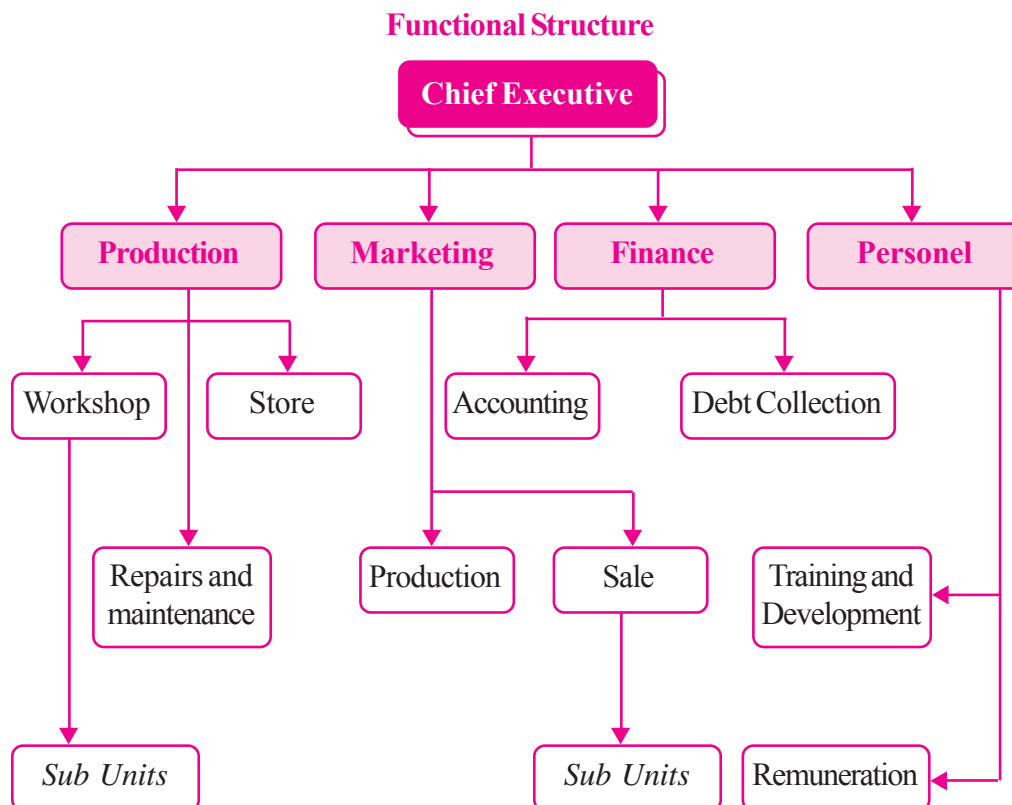 Functional Structure
Chief Executive
Production
Marketing
Finance
Personel
Workshop
Store
Accounting
Debt Collection
Repairs and
maintenance
Production
Sale
Training and
Development
Sub Units
Sub Units
Remuneration